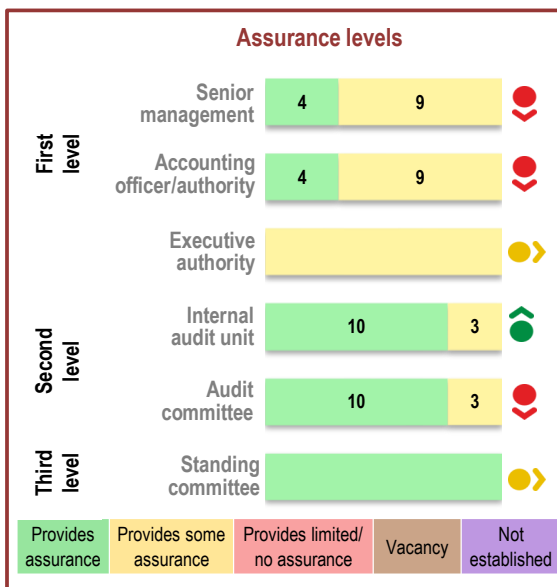 Assurance levels
First
level
Senior
management
4 9
Accounting
officer/authority
4 9
Executive
authority
Second
level
Internal
audit unit
10 3
Audit
committee
10 3
Third
level
Standing
committee
Provides
assurance
Provides some
assurance
Provides limited/
no assurance
Vacancy
Not
established